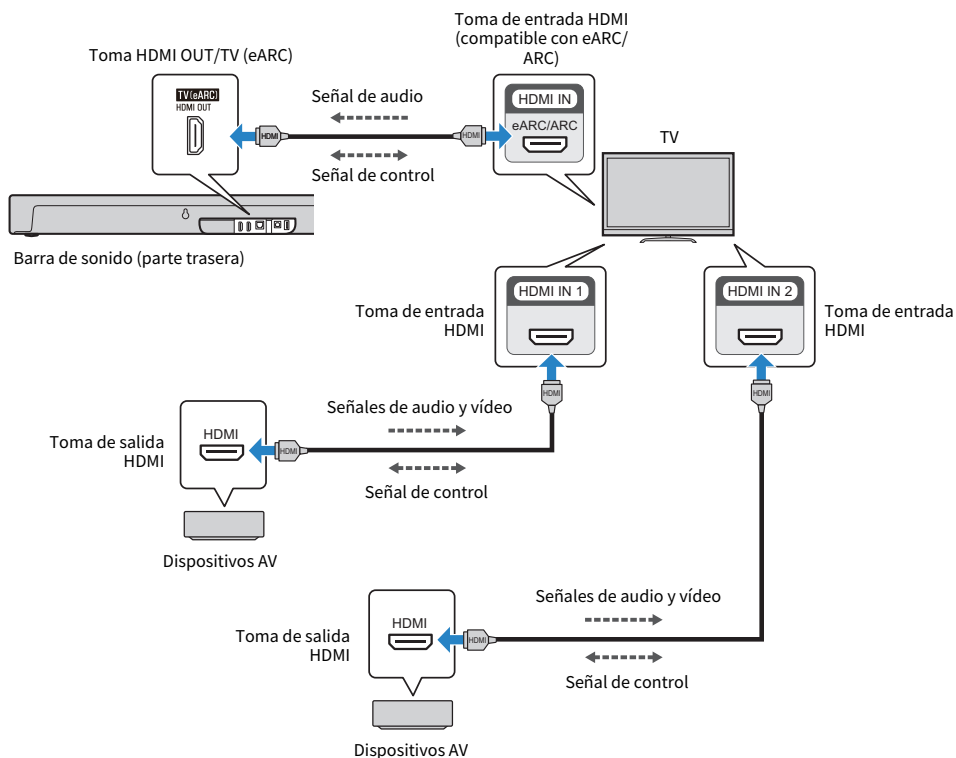 Toma de entrada HDMI
(compatible con eARC/
ARC)
Toma HDMI OUT/TV (eARC)
TV(eARC)
HDMI OUT
HDMI
Señal de audio
Señal de control
HDMI
HDMI IN
eARC/ARC
TV
Barra de sonido (parte trasera)
Toma de entrada
HDMI
HDMI IN 1
HDMI IN 2
Toma de entrada
HDMI
HDMI
HDMI
Toma de salida
HDMI
HDMI
HDMI
Señales de audio y vídeo
Señal de control
Dispositivos AV
Toma de salida
HDMI
HDMI
HDMI
Señales de audio y vídeo
Señal de control
Dispositivos AV